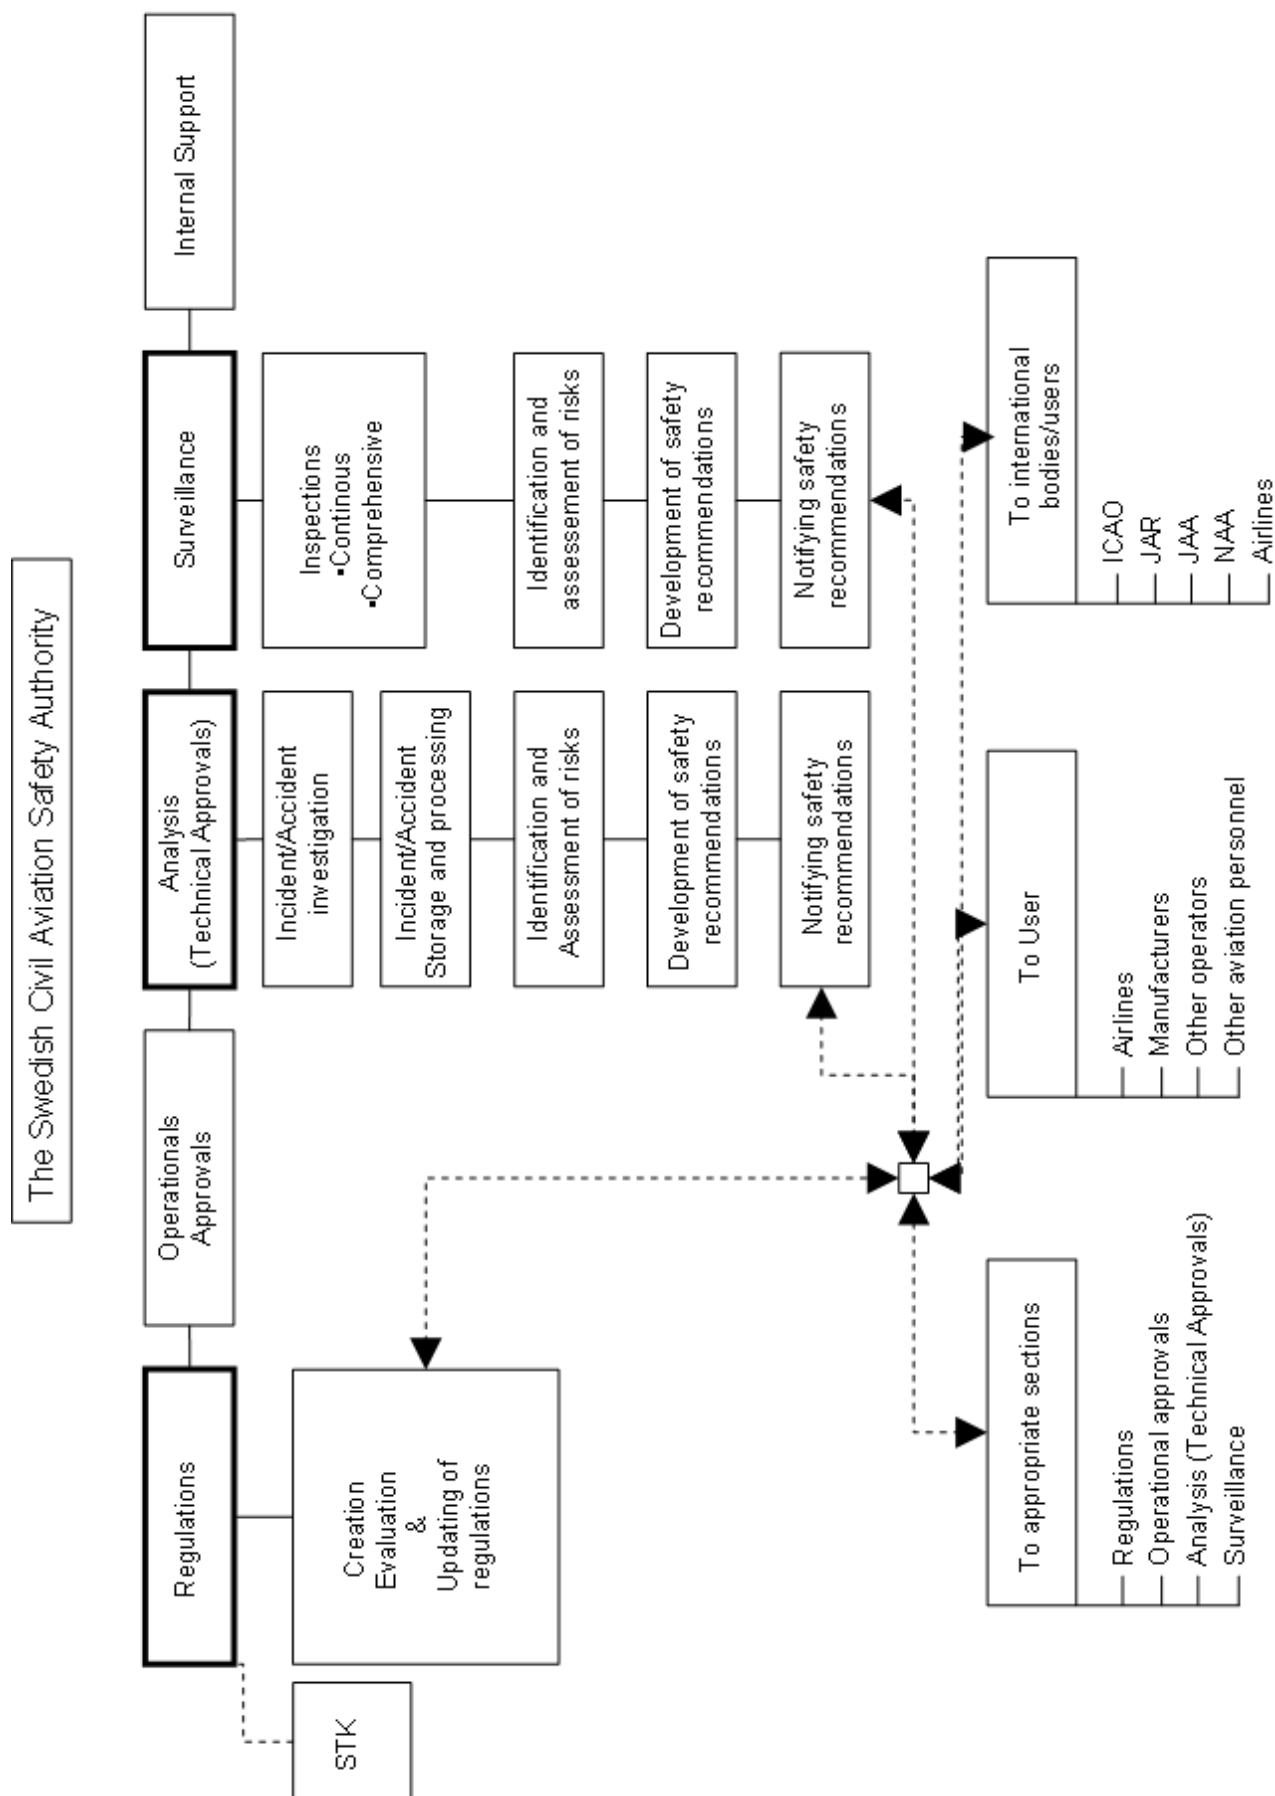 The Swedish Civil Aviation Safety Authority
Regulations
Operationals
Approvals
Analysis
(Technical Approvals)
Surveillance
Internal Support
STK
Creation
Evaluation
&
Updating of
regulations
Incident/Accident
investigation
Incident/Accident
Storage and processing
Identification and
Assessment of risks
Development of safety
recommendations
Notifying safety
recommendations
Inspections
▪Continous
▪Comprehensive
Identification and
assessment of risks
Development of safety
recommendations
Notifying safety
recommendations
To appropriate sections
Regulations
Operational approvals
Analysis (Technical Approvals)
Surveillance
To User
Airlines
Manufacturers
Other operators
Other aviation personnel
To international
bodies/users
ICAO
JAR
JAA
NAA
Airlines